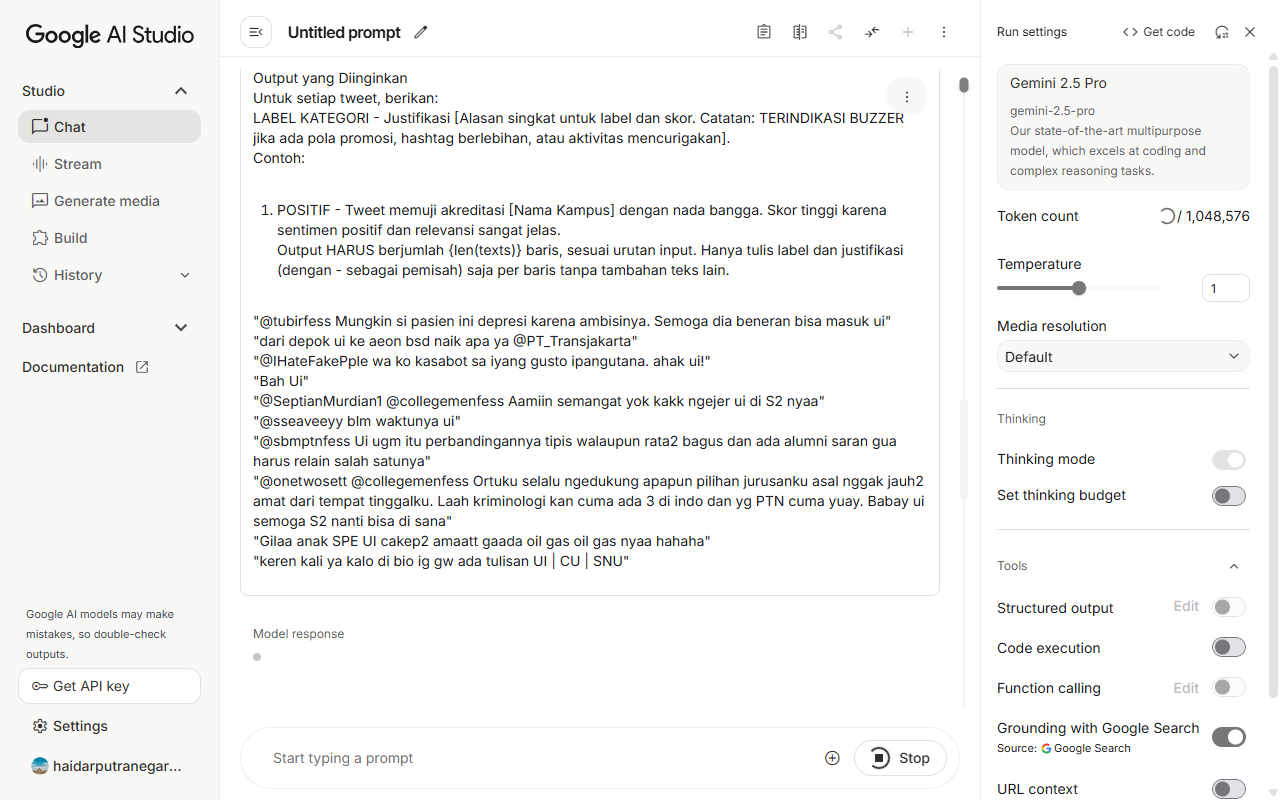 Google AI Studio
Studio
Chat
Stream
Generate media
Build
History
Dashboard
Documentation
Google AI models may make
mistakes, so double-check
outputs.
Get API key
Settings
haidarputranegar...
Untitled prompt
Output yang Diinginkan
Untuk setiap tweet, berikan:
LABEL KATEGORI - Justifikasi [Alasan singkat untuk label dan skor. Catatan: TERINDIKASI BUZZER
jika ada pola promosi, hashtag berlebihan, atau aktivitas mencurigakan].
Contoh:
1. POSITIF - Tweet memuji akreditasi [Nama Kampus] dengan nada bangga. Skor tinggi karena
sentimen positif dan relevansi sangat jelas.
Output HARUS berjumlah {len(texts)} baris, sesuai urutan input. Hanya tulis label dan justifikasi
(dengan - sebagai pemisah) saja per baris tanpa tambahan teks lain.
"@tubirfess Mungkin si pasien ini depresi karena ambisinya. Semoga dia beneran bisa masuk ui"
"dari depok ui ke aeon bsd naik apa ya @PT_Transjakarta"
"@IHateFakePple wa ko kasabot sa iyang gusto ipangutana. ahak ui!"
"Bah Ui"
"@SeptianMurdian1 @collegemenfess Aamiin semangat yok kakk ngejer ui di S2 nyaa"
"@sseaveeyy blm waktunya ui"
"@sbmptnfess Ui ugm itu perbandingannya tipis walaupun rata2 bagus dan ada alumni saran gua
harus relain salah satunya"
"@onetwosett @collegemenfess Ortuku selalu ngedukung apapun pilihan jurusanku asal nggak jauh2
amat dari tempat tinggalku. Laah kriminologi kan cuma ada 3 di indo dan yg PTN cuma yuay. Babay ui
semoga S2 nanti bisa di sana"
"Gilaa anak SPE UI cakep2 amaatt gaada oil gas oil gas nyaa hahaha"
"keren kali ya kalo di bio ig gw ada tulisan UI | CU | SNU"
Model response
Start typing a prompt
Stop
Run settings
<> Get code
Gemini 2.5 Pro
gemini-2.5-pro
Our state-of-the-art multipurpose
model, which excels at coding and
complex reasoning tasks.
Token count
/ 1,048,576
Temperature
1
Media resolution
Default
Thinking
Thinking mode
Set thinking budget
Tools
Structured output Edit
Code execution
Function calling Edit
Grounding with Google Search
Source: Google Search
URL context